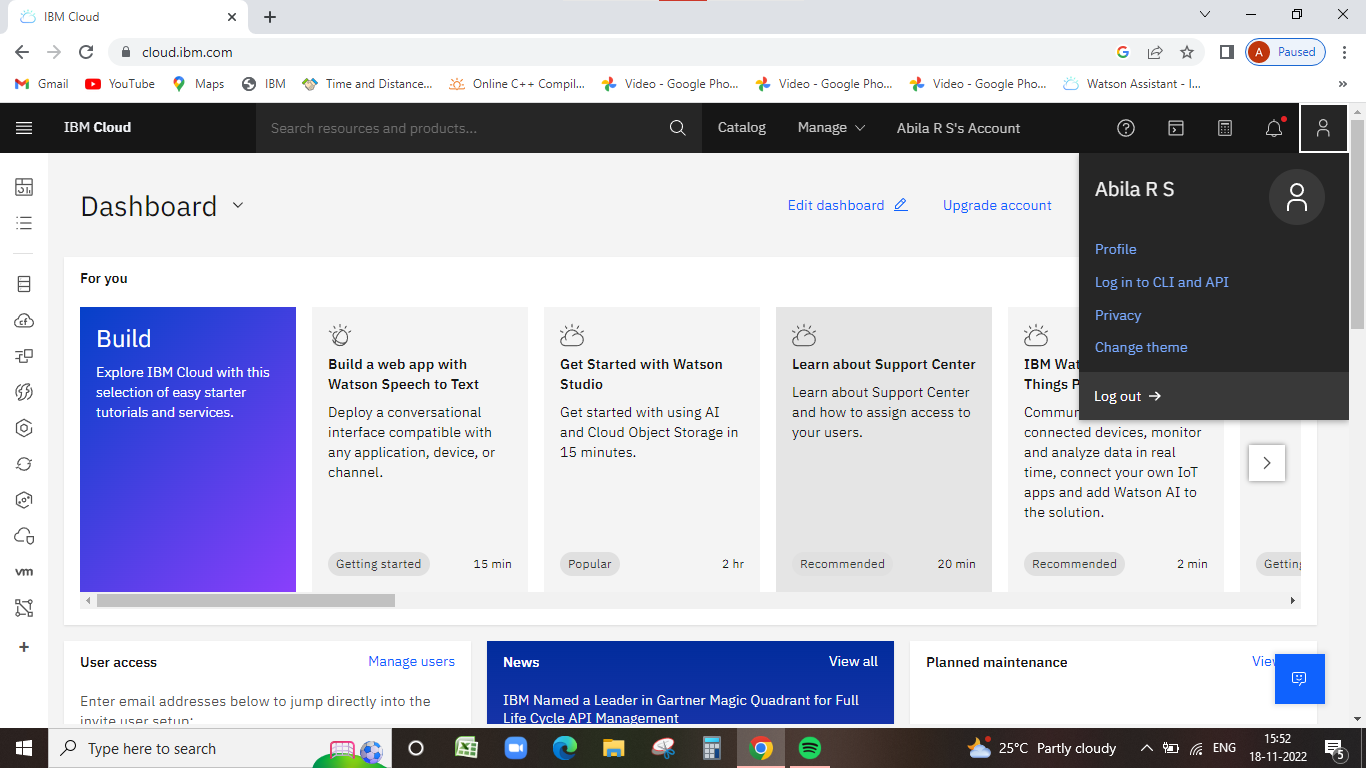 IBM Cloud
cloud.ibm.com
A Paused
Gmail YouTube Maps IBM Time and Distance... Online C++ Compil... Video - Google Pho... Video - Google Pho... Video - Google Pho... Watson Assistant - I...
IBM Cloud
Search resources and products...
Catalog
Manage
Abila R S's Account
Dashboard
Edit dashboard
Upgrade account
Abila R S
Profile
Log in to CLI and API
Privacy
Change theme
Log out
For you
Build
Explore IBM Cloud with this
selection of easy starter
tutorials and services.
Build a web app with
Watson Speech to Text
Deploy a conversational
interface compatible with
any application, device, or
channel.
Getting started 15 min
Get Started with Watson
Studio
Get started with using AI
and Cloud Object Storage in
15 minutes.
Popular 2 hr
Learn about Support Center
Learn about Support Center
and how to assign access to
your users.
Recommended 20 min
IBM Wat
Things P
Commun
connected devices, monitor
and analyze data in real
time, connect your own IoT
apps and add Watson AI to
the solution.
Recommended 2 min
Getting
cf
vm
User access Manage users
Enter email addresses below to jump directly into the
invite user setup:
News View all
IBM Named a Leader in Gartner Magic Quadrant for Full
Life Cycle API Management
Planned maintenance View
Type here to search
25°C Partly cloudy
ENG
15:52
18-11-2022
5